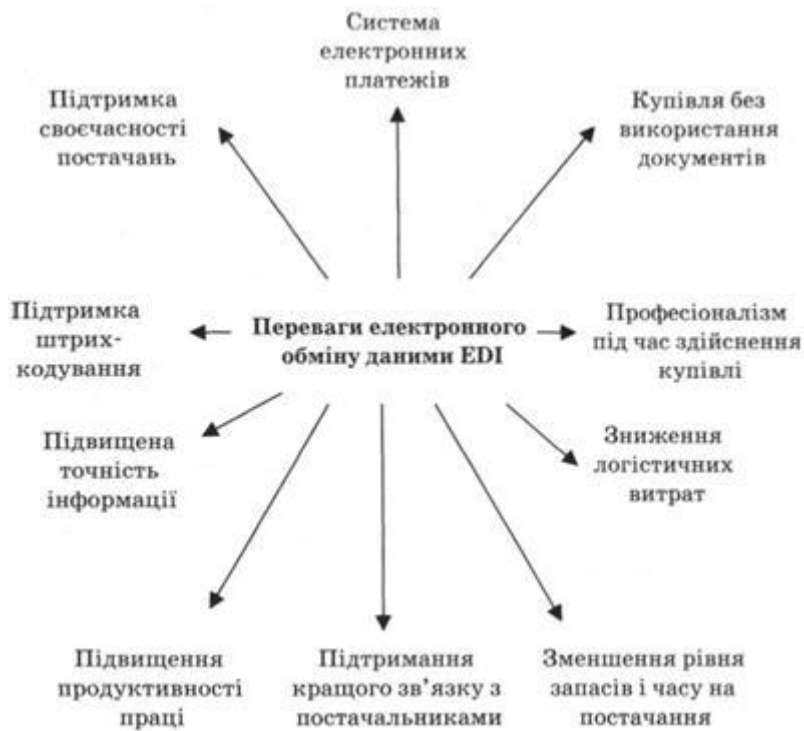 Система
електронних
платежів
Підтримка
своєчасності
постачань
Купівля без
використання
документів
Підтримка
штрих-
кодування
Переваги електронного
обміну даними EDI
Професіоналізм
під час здійснення
купівлі
Підвищена
точність
інформації
Зниження
логістичних
витрат
Підвищення
продуктивності
праці
Підтримання
кращого зв’язку з
постачальниками
Зменшення рівня
запасів і часу на
постачання